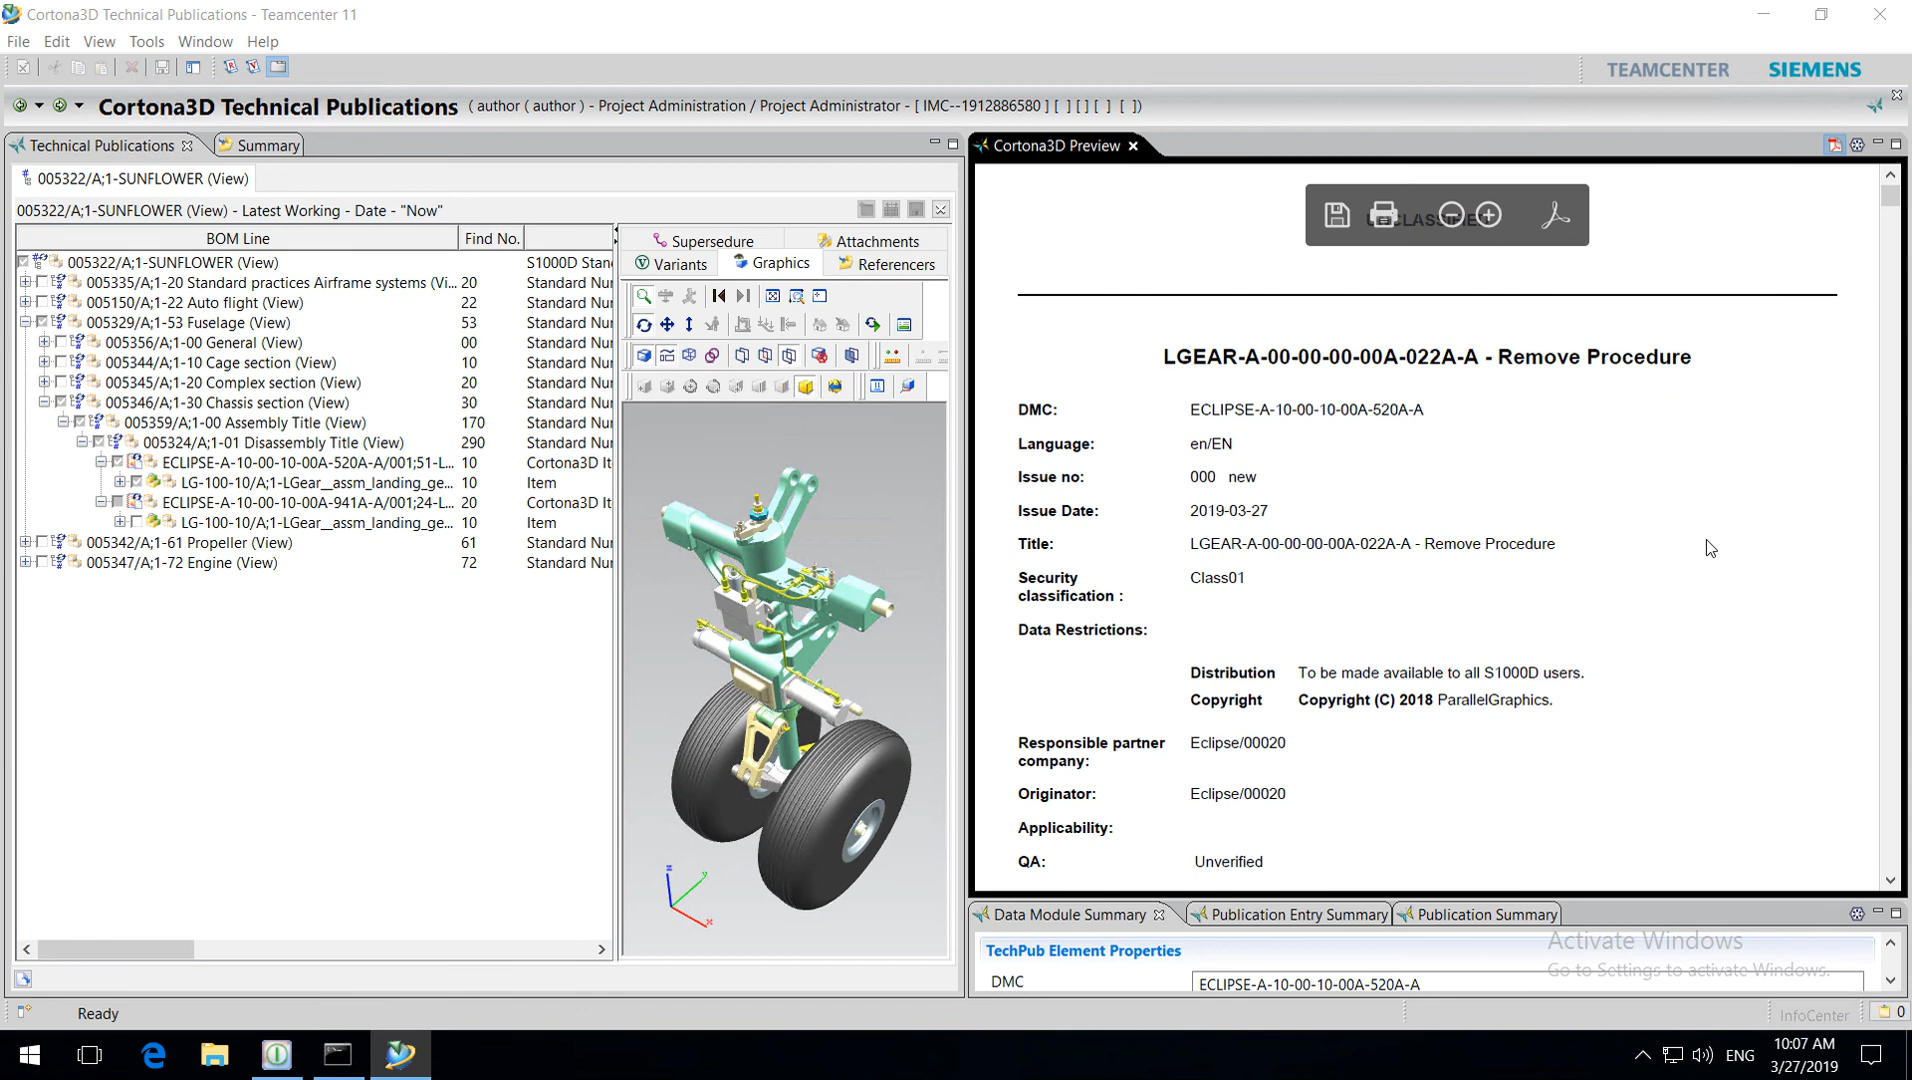 Cortona3D Technical Publications - Teamcenter 11
File Edit View Tools Window Help
TEAMCENTER SIEMENS
Cortona3D Technical Publications ( author ( author ) - Project Administration / Project Administrator - [ IMC--1912886580 ] [ ] [ ] [ ] [ ])
Technical Publications Summary
005322/A;1-SUNFLOWER (View)
005322/A;1-SUNFLOWER (View) - Latest Working - Date - "Now"
BOM Line Find No.
005322/A;1-SUNFLOWER (View) S1000D Stan
005335/A;1-20 Standard practices Airframe systems (Vi... 20 Standard Nur
005150/A;1-22 Auto flight (View) 22 Standard Nur
005329/A;1-53 Fuselage (View) 53 Standard Nur
005356/A;1-00 General (View) 00 Standard Nur
005344/A;1-10 Cage section (View) 10 Standard Nur
005345/A;1-20 Complex section (View) 20 Standard Nur
005346/A;1-30 Chassis section (View) 30 Standard Nur
005359/A;1-00 Assembly Title (View) 170 Standard Nur
005324/A;1-01 Disassembly Title (View) 290 Standard Nur
ECLIPSE-A-10-00-10-00A-520A-A/001;51-L... 10 Cortona3D It
LG-100-10/A;1-LGear__assm_landing_ge... 10 Item
ECLIPSE-A-10-00-10-00A-941A-A/001;24-L... 20 Cortona3D It
LG-100-10/A;1-LGear__assm_landing_ge... 10 Item
005342/A;1-61 Propeller (View) 61 Standard Nur
005347/A;1-72 Engine (View) 72 Standard Nur
Supersedure Attachments
Variants Graphics Referencers
z
y
x
Cortona3D Preview
LGEAR-A-00-00-00-00A-022A-A - Remove Procedure
DMC: ECLIPSE-A-10-00-10-00A-520A-A
Language: en/EN
Issue no: 000 new
Issue Date: 2019-03-27
Title: LGEAR-A-00-00-00-00A-022A-A - Remove Procedure
Security classification : Class01
Data Restrictions:
Distribution To be made available to all S1000D users.
Copyright Copyright (C) 2018 ParallelGraphics.
Responsible partner company: Eclipse/00020
Originator: Eclipse/00020
Applicability:
QA: Unverified
Data Module Summary Publication Entry Summary Publication Summary
TechPub Element Properties
DMC ECLIPSE-A-10-00-10-00A-520A-A
Activate Windows
Go to Settings to activate Windows.
Ready
InfoCenter 0
ENG
10:07 AM
3/27/2019